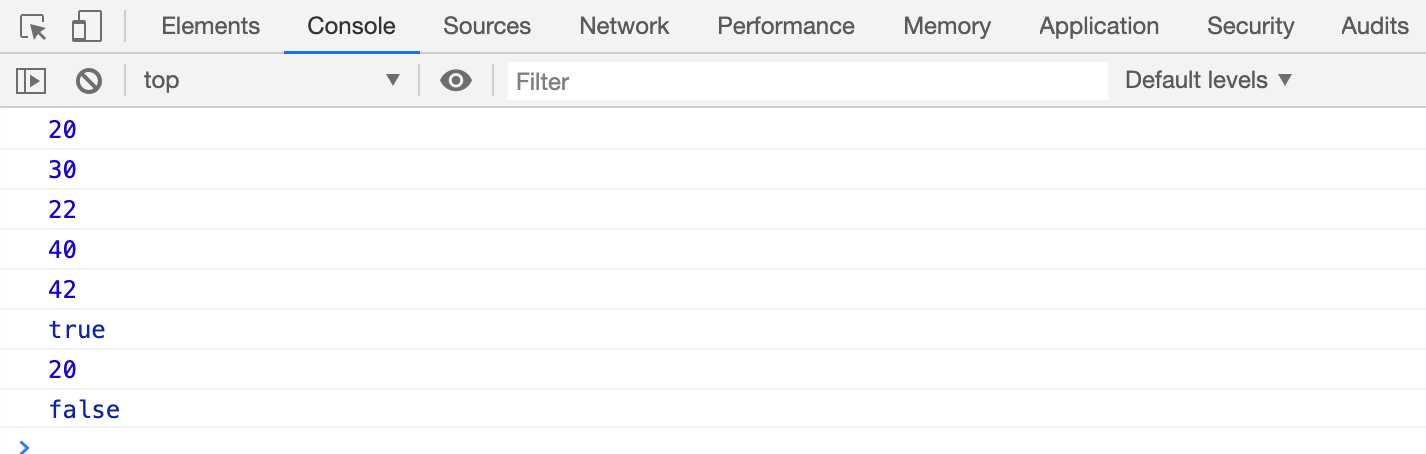 Elements Console Sources Network Performance Memory Application Security Audits
top Filter Default levels
20
30
22
40
42
true
20
false